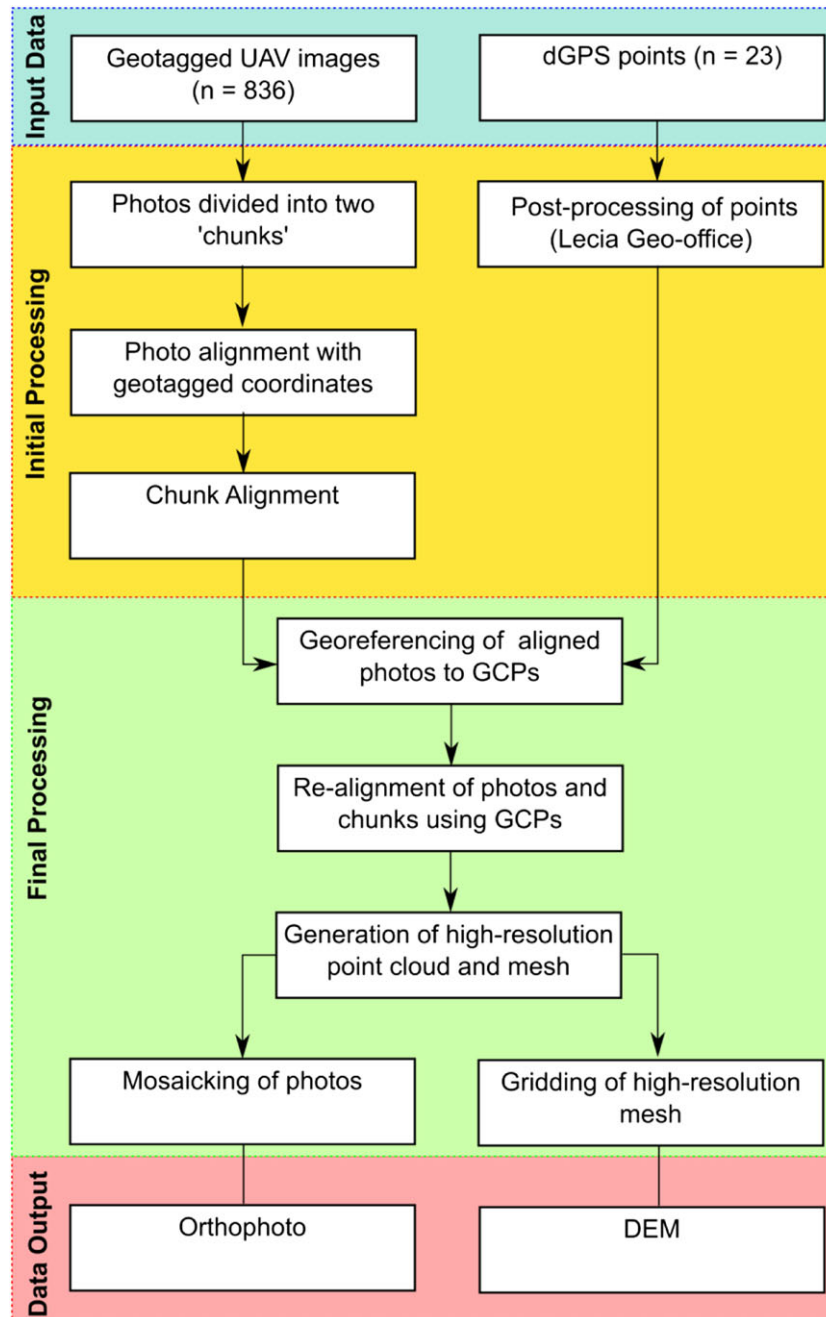 Input Data
Geotagged UAV images
(n = 836)
dGPS points (n = 23)
Initial Processing
Photos divided into two
'chunks'
Post-processing of points
(Lecia Geo-office)
Photo alignment with
geotagged coordinates
Chunk Alignment
Final Processing
Georeferencing of aligned
photos to GCPs
Re-alignment of photos and
chunks using GCPs
Generation of high-resolution
point cloud and mesh
Mosaicking of photos
Gridding of high-resolution
mesh
Data Output
Orthophoto
DEM